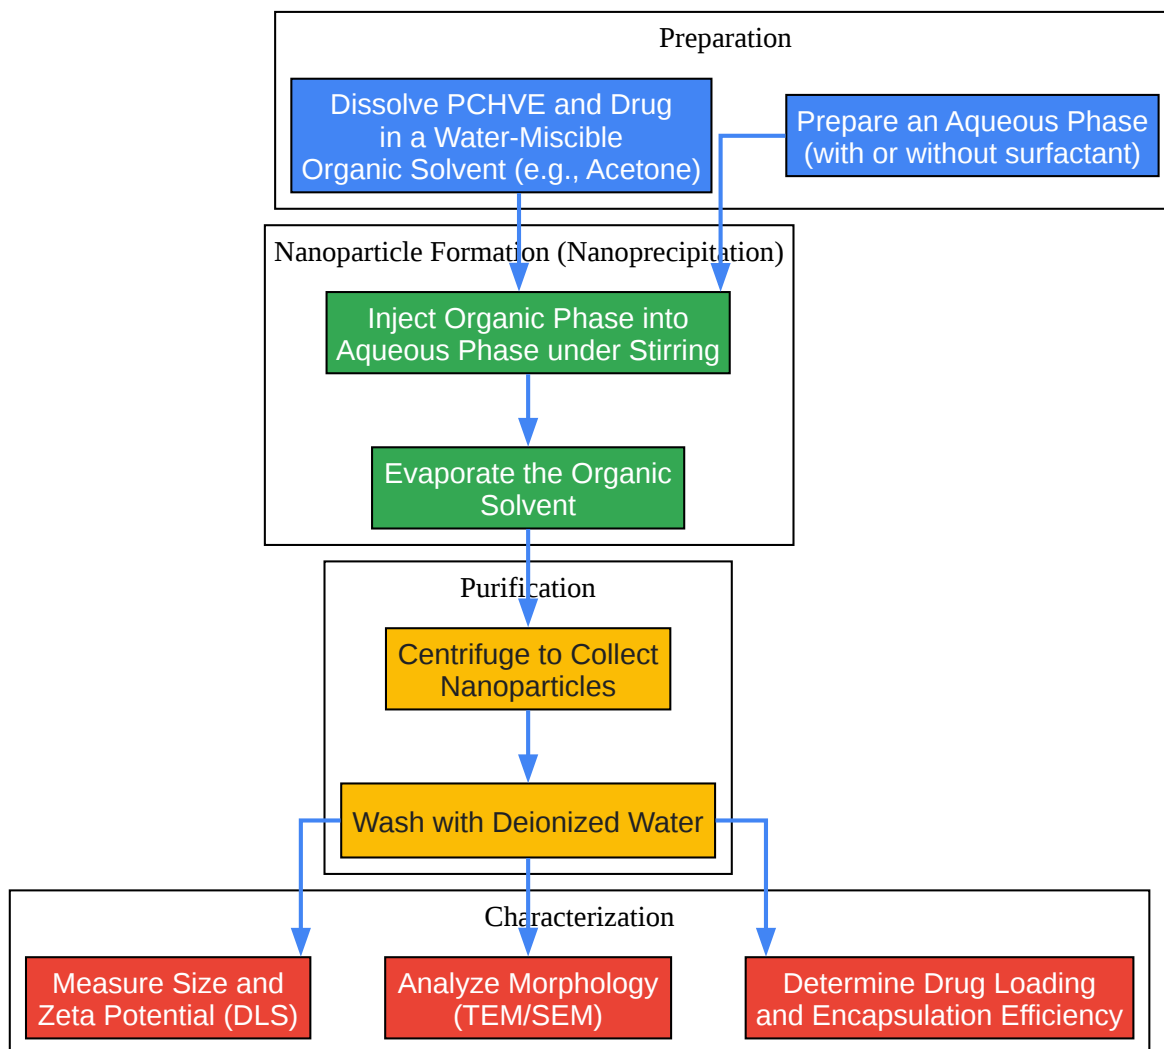 Preparation
Dissolve PCHVE and Drug
in a Water-Miscible
Organic Solvent (e.g., Acetone)
Prepare an Aqueous Phase
(with or without surfactant)
Nanoparticle Formation (Nanoprecipitation)
Inject Organic Phase into
Aqueous Phase under Stirring
Evaporate the Organic
Solvent
Purification
Centrifuge to Collect
Nanoparticles
Wash with Deionized Water
Characterization
Measure Size and
Zeta Potential (DLS)
Analyze Morphology
(TEM/SEM)
Determine Drug Loading
and Encapsulation Efficiency